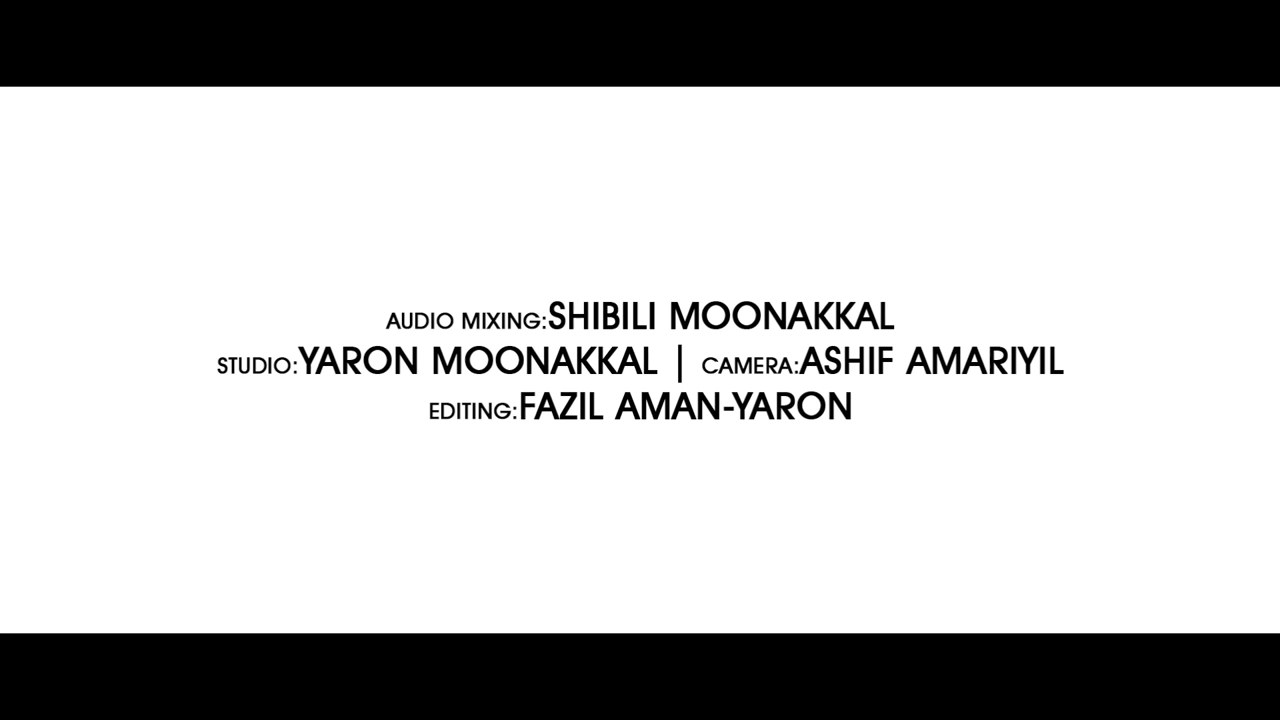 AUDIO MIXING:SHIBILI MOONAKKAL
STUDIO:YARON MOONAKKAL | CAMERA:ASHIF AMARIYIL
EDITING:FAZIL AMAN-YARON